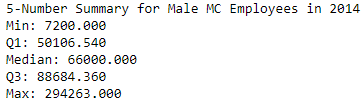 5-Number Summary for Male MC Employees in 2014
Min: 7200.000
Q1: 50106.540
Median: 66000.000
Q3: 88684.360
Max: 294263.000